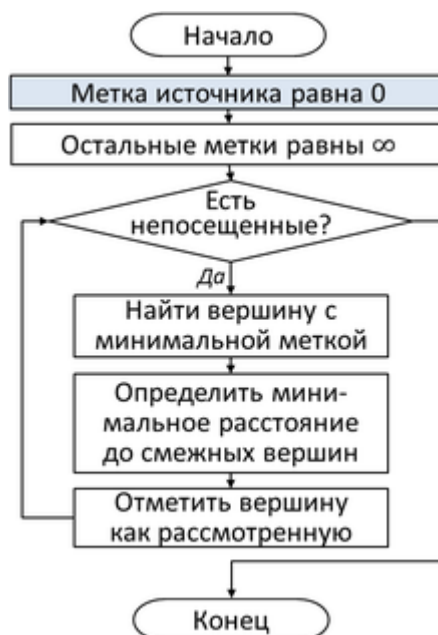 Начало
Метка источника равна 0
Остальные метки равны ∞
Есть
непосещенные?
Да
Найти вершину с
минимальной меткой
Определить мини-
мальное расстояние
до смежных вершин
Отметить вершину
как рассмотренную
Конец